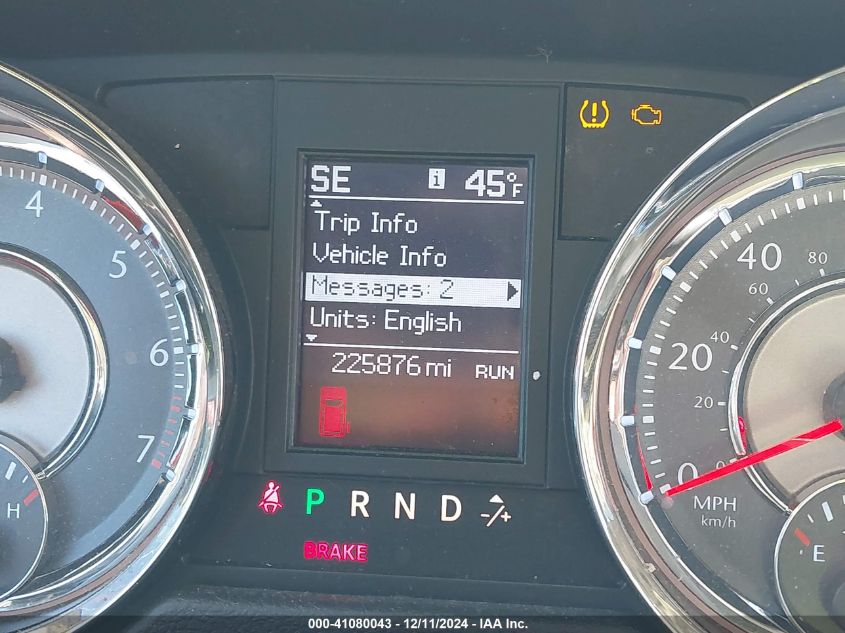 SE i 45°F
Trip Info
Vehicle Info
Messages: 2
Units: English
225876 mi RUN
P R N D -/+
BRAKE
4
5
6
7
H
40
20
0
MPH
km/h
80
60
40
20
0
E
000-41080043 - 12/11/2024 - IAA Inc.